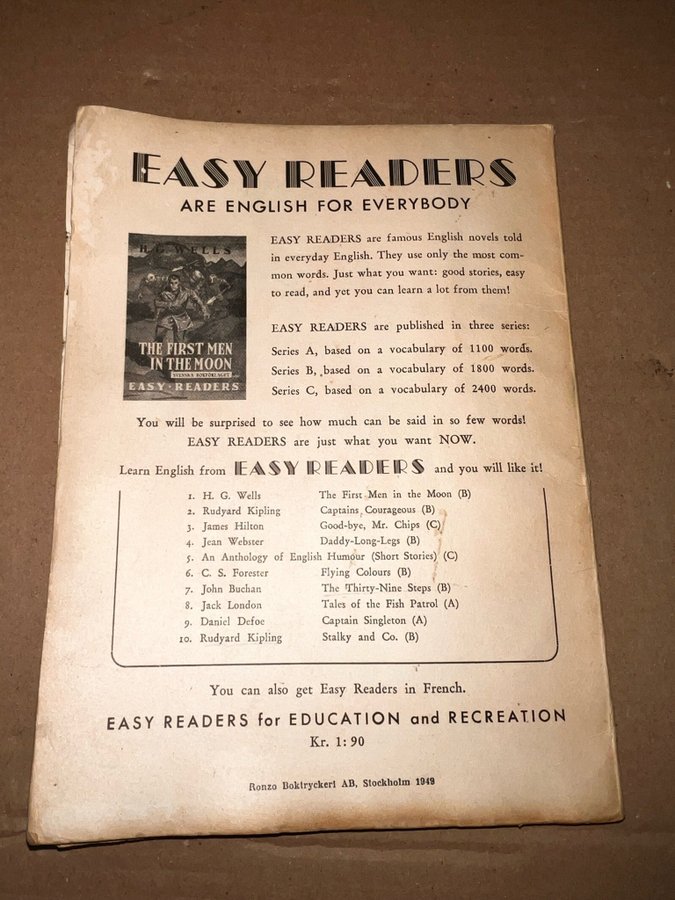 EASY READERS
ARE ENGLISH FOR EVERYBODY
H. G. WELLS
THE FIRST MEN
IN THE MOON
SVENSKA BOKFÖRLAGET
EASY·READERS
EASY READERS are famous English novels told
in everyday English. They use only the most com-
mon words. Just what you want: good stories, easy
to read, and yet you can learn a lot from them!
EASY READERS are published in three series:
Series A, based on a vocabulary of 1100 words.
Series B, based on a vocabulary of 1800 words.
Series C, based on a vocabulary of 2400 words.
You will be surprised to see how much can be said in so few words!
EASY READERS are just what you want NOW.
Learn English from EASY READERS and you will like it!
1. H. G. Wells The First Men in the Moon (B)
2. Rudyard Kipling Captains Courageous (B)
3. James Hilton Good-bye, Mr. Chips (C)
4. Jean Webster Daddy-Long-Legs (B)
5. An Anthology of English Humour (Short Stories) (C)
6. C. S. Forester Flying Colours (B)
7. John Buchan The Thirty-Nine Steps (B)
8. Jack London Tales of the Fish Patrol (A)
9. Daniel Defoe Captain Singleton (A)
10. Rudyard Kipling Stalky and Co. (B)
You can also get Easy Readers in French.
EASY READERS for EDUCATION and RECREATION
Kr. 1: 90
Ronzo Boktryckeri AB, Stockholm 1949